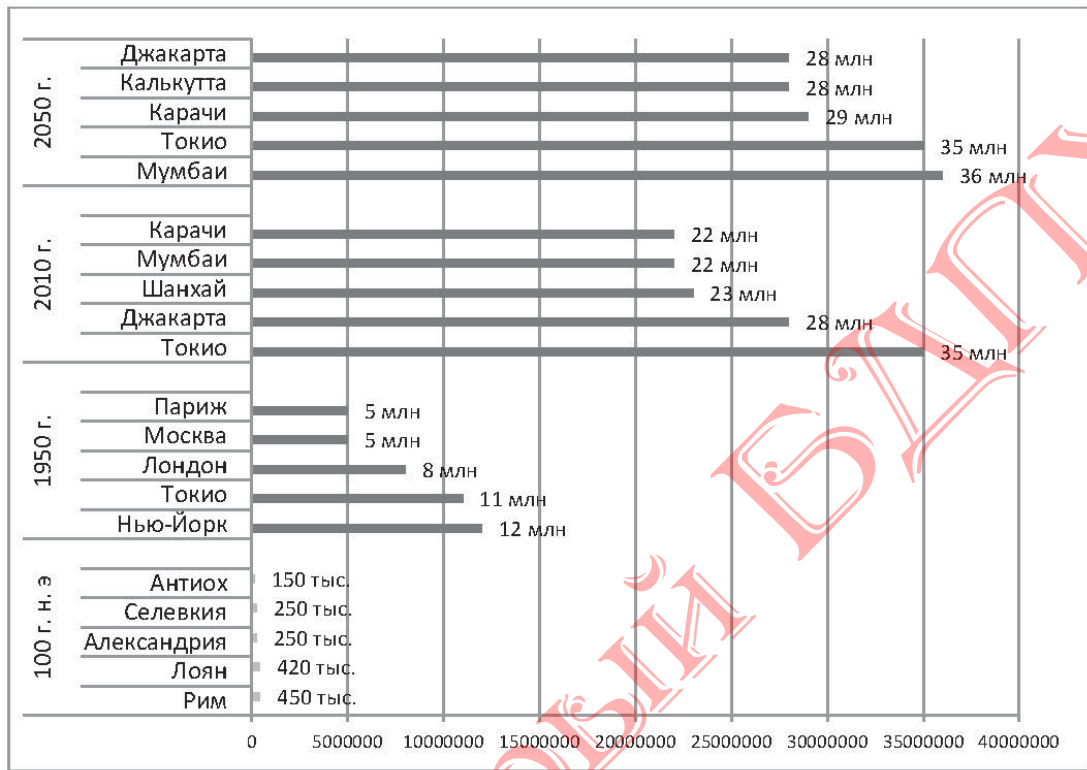 2050 г.
Джакарта 28 млн
Калькутта 28 млн
Карачи 29 млн
Токио 35 млн
Мумбаи 36 млн
2010 г.
Карачи 22 млн
Мумбаи 22 млн
Шанхай 23 млн
Джакарта 28 млн
Токио 35 млн
1950 г.
Париж 5 млн
Москва 5 млн
Лондон 8 млн
Токио 11 млн
Нью-Йорк 12 млн
100 г. н. э
Антиох 150 тыс.
Селевкия 250 тыс.
Александрия 250 тыс.
Лоян 420 тыс.
Рим 450 тыс.
0 5000000 10000000 15000000 20000000 25000000 30000000 35000000 40000000